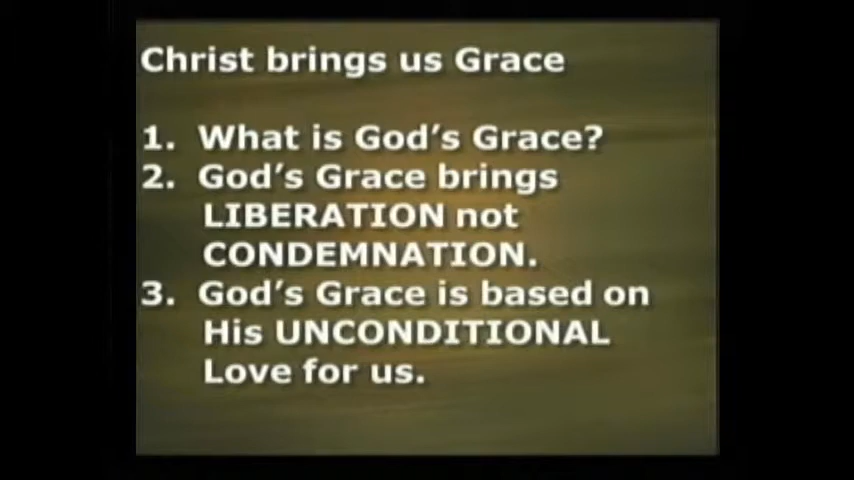 Christ brings us Grace
1. What is God's Grace?
2. God's Grace brings
LIBERATION not
CONDEMNATION.
3. God's Grace is based on
His UNCONDITIONAL
Love for us.